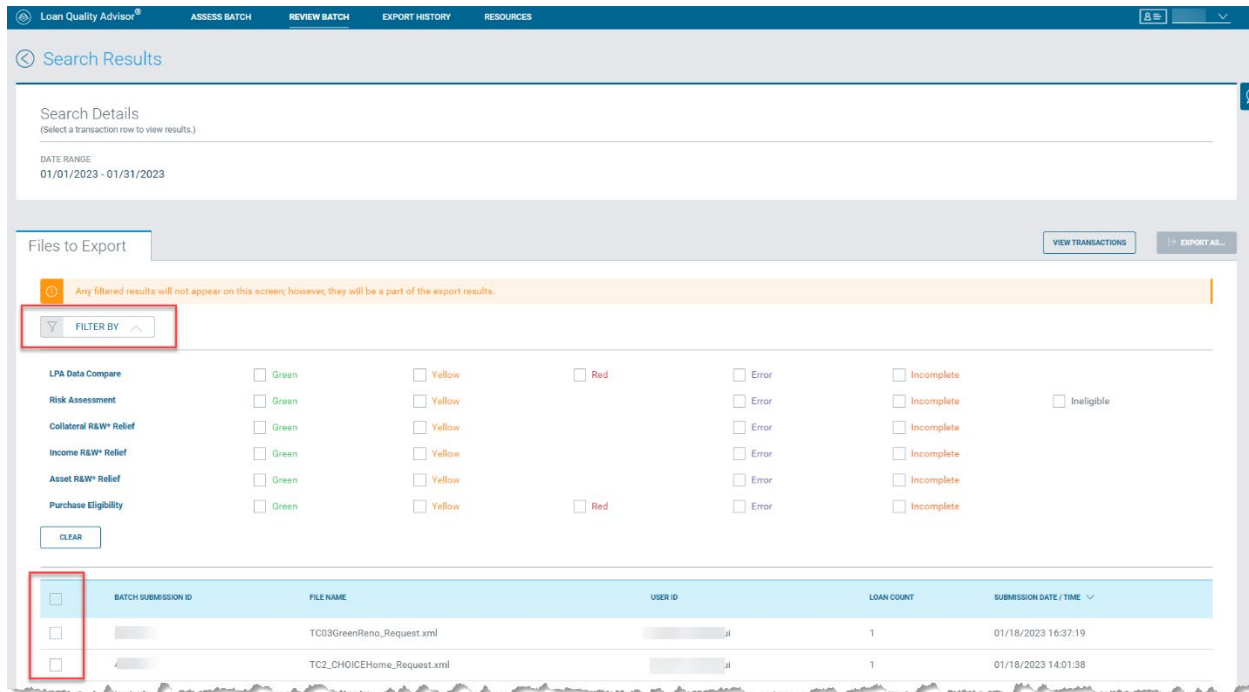 Loan Quality Advisor® ASSESS BATCH REVIEW BATCH EXPORT HISTORY RESOURCES
Search Results
Search Details
(Select a transaction row to view results.)
DATE RANGE
01/01/2023 - 01/31/2023
Files to Export VIEW TRANSACTIONS EXPORT AS...
Any filtered results will not appear on this screen; however, they will be a part of the export results.
FILTER BY
LPA Data Compare Green Yellow Red Error Incomplete
Risk Assessment Green Yellow Error Incomplete Ineligible
Collateral R&W* Relief Green Yellow Error Incomplete
Income R&W* Relief Green Yellow Error Incomplete
Asset R&W* Relief Green Yellow Error Incomplete
Purchase Eligibility Green Yellow Red Error Incomplete
CLEAR
BATCH SUBMISSION ID FILE NAME USER ID LOAN COUNT SUBMISSION DATE / TIME
TC03GreenReno_Request.xml 1 01/18/2023 16:37:19
TC2_CHOICEHome_Request.xml 1 01/18/2023 14:01:38